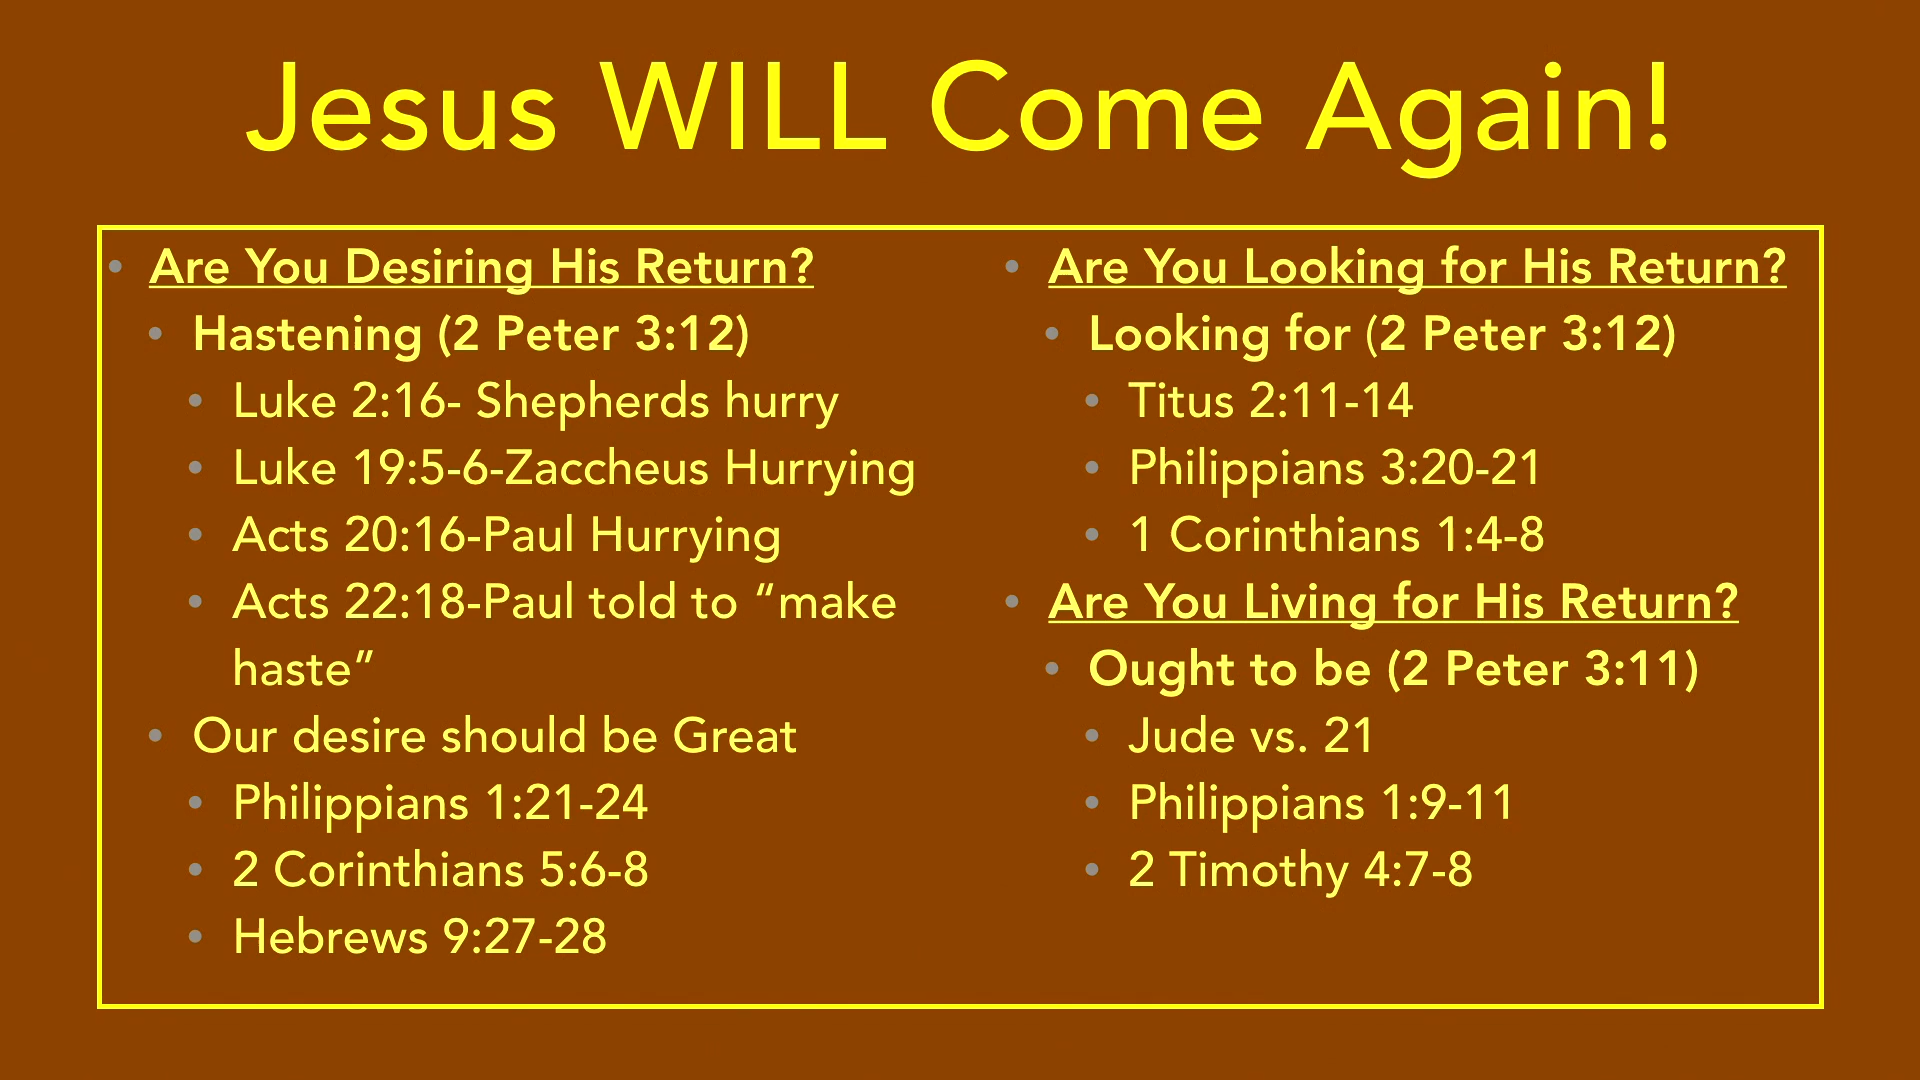 Jesus WILL Come Again!
• Are You Desiring His Return?
• Hastening (2 Peter 3:12)
• Luke 2:16- Shepherds hurry
• Luke 19:5-6-Zaccheus Hurrying
• Acts 20:16-Paul Hurrying
• Acts 22:18-Paul told to “make
haste”
• Our desire should be Great
• Philippians 1:21-24
• 2 Corinthians 5:6-8
• Hebrews 9:27-28
• Are You Looking for His Return?
• Looking for (2 Peter 3:12)
• Titus 2:11-14
• Philippians 3:20-21
• 1 Corinthians 1:4-8
• Are You Living for His Return?
• Ought to be (2 Peter 3:11)
• Jude vs. 21
• Philippians 1:9-11
• 2 Timothy 4:7-8